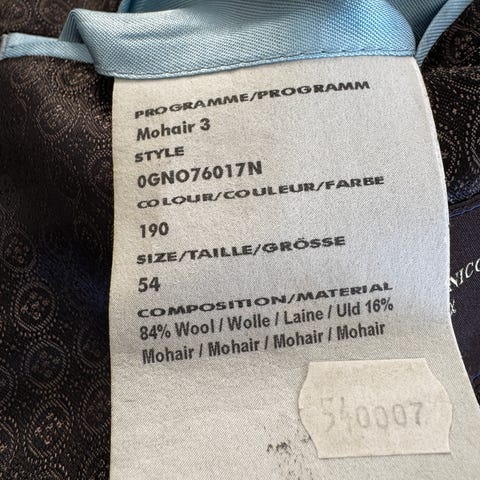 PROGRAMME/PROGRAMM
Mohair 3
STYLE
0GNO76017N
COLOUR/COULEUR/FARBE
190
SIZE/TAILLE/GRÖSSE
54
COMPOSITION/MATERIAL
84% Wool / Wolle / Laine / Uld 16%
Mohair / Mohair / Mohair / Mohair
540007